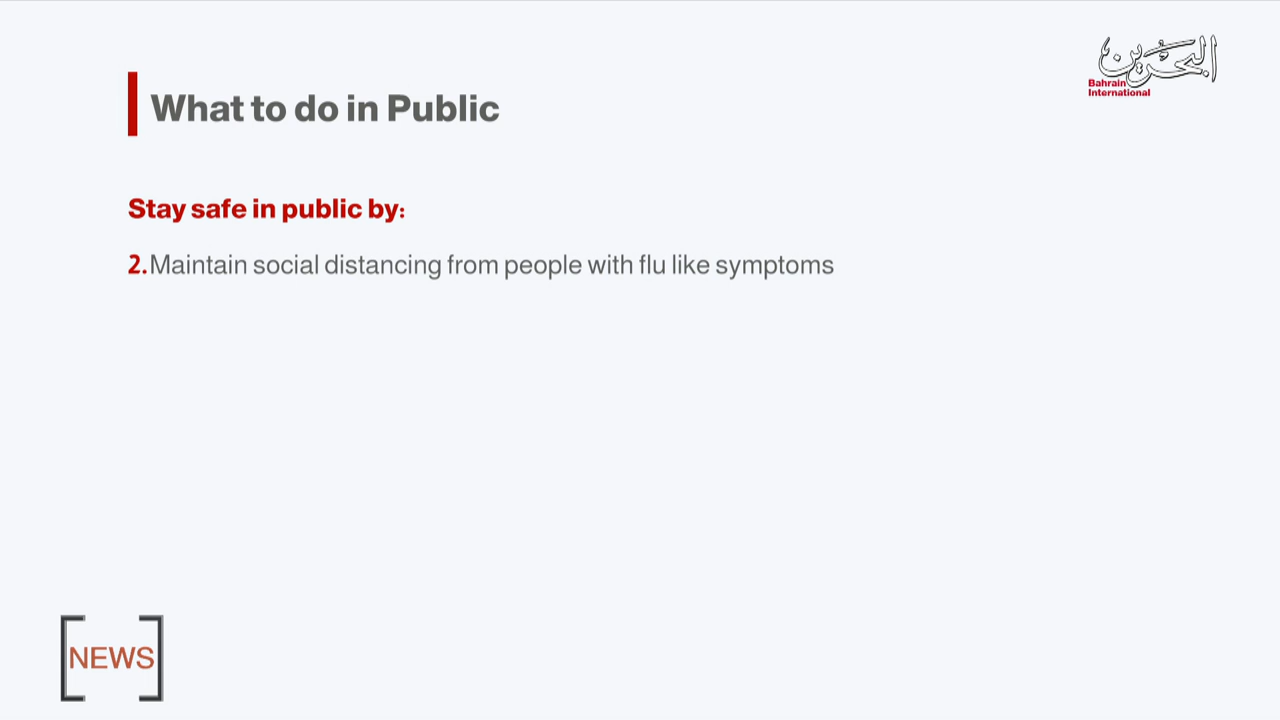 البحرين
Bahrain
International
What to do in Public
Stay safe in public by:
2.Maintain social distancing from people with flu like symptoms
NEWS